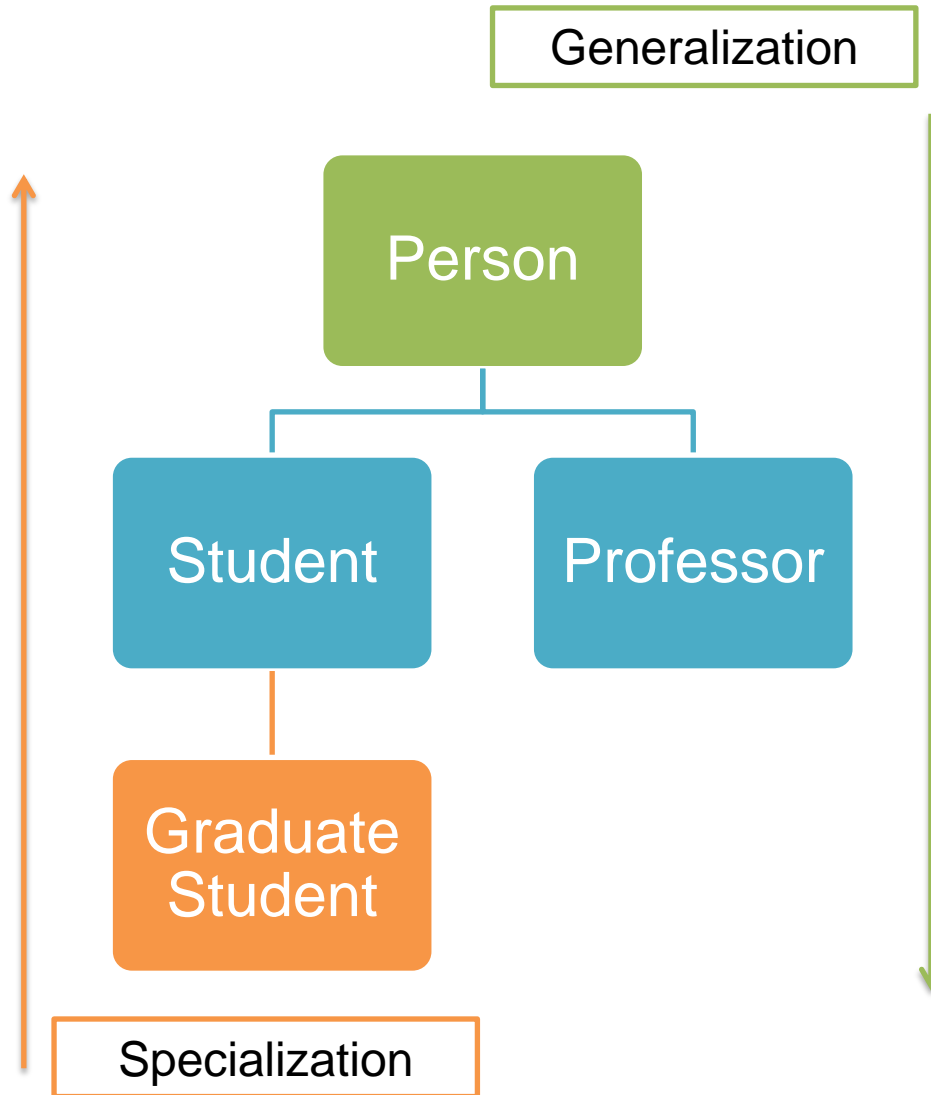 Generalization
Person
Student
Professor
Graduate
Student
Specialization